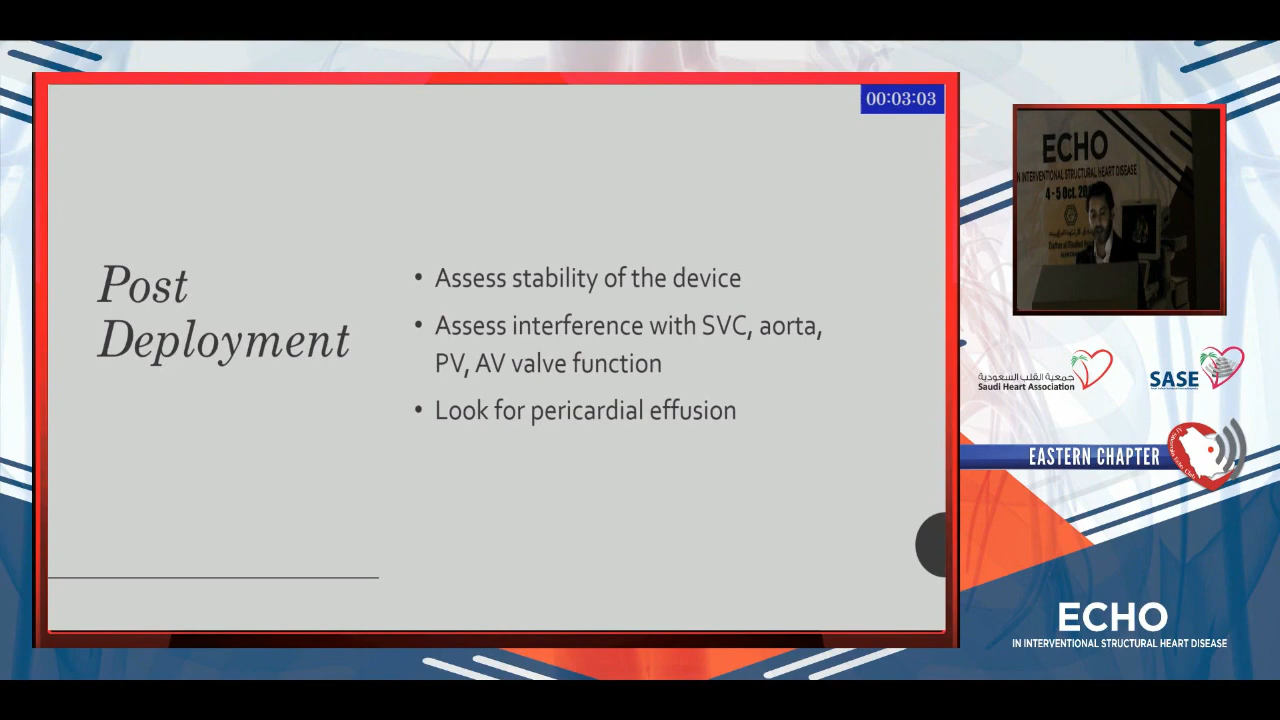 00:03:03
Post
Deployment
• Assess stability of the device
• Assess interference with SVC, aorta,
PV, AV valve function
• Look for pericardial effusion
ECHO
IN INTERVENTIONAL STRUCTURAL HEART DISEASE
4 - 5 Oct.
جمعية القلب السعودية
Saudi Heart Association
SASE
EASTERN CHAPTER
ECHO
IN INTERVENTIONAL STRUCTURAL HEART DISEASE